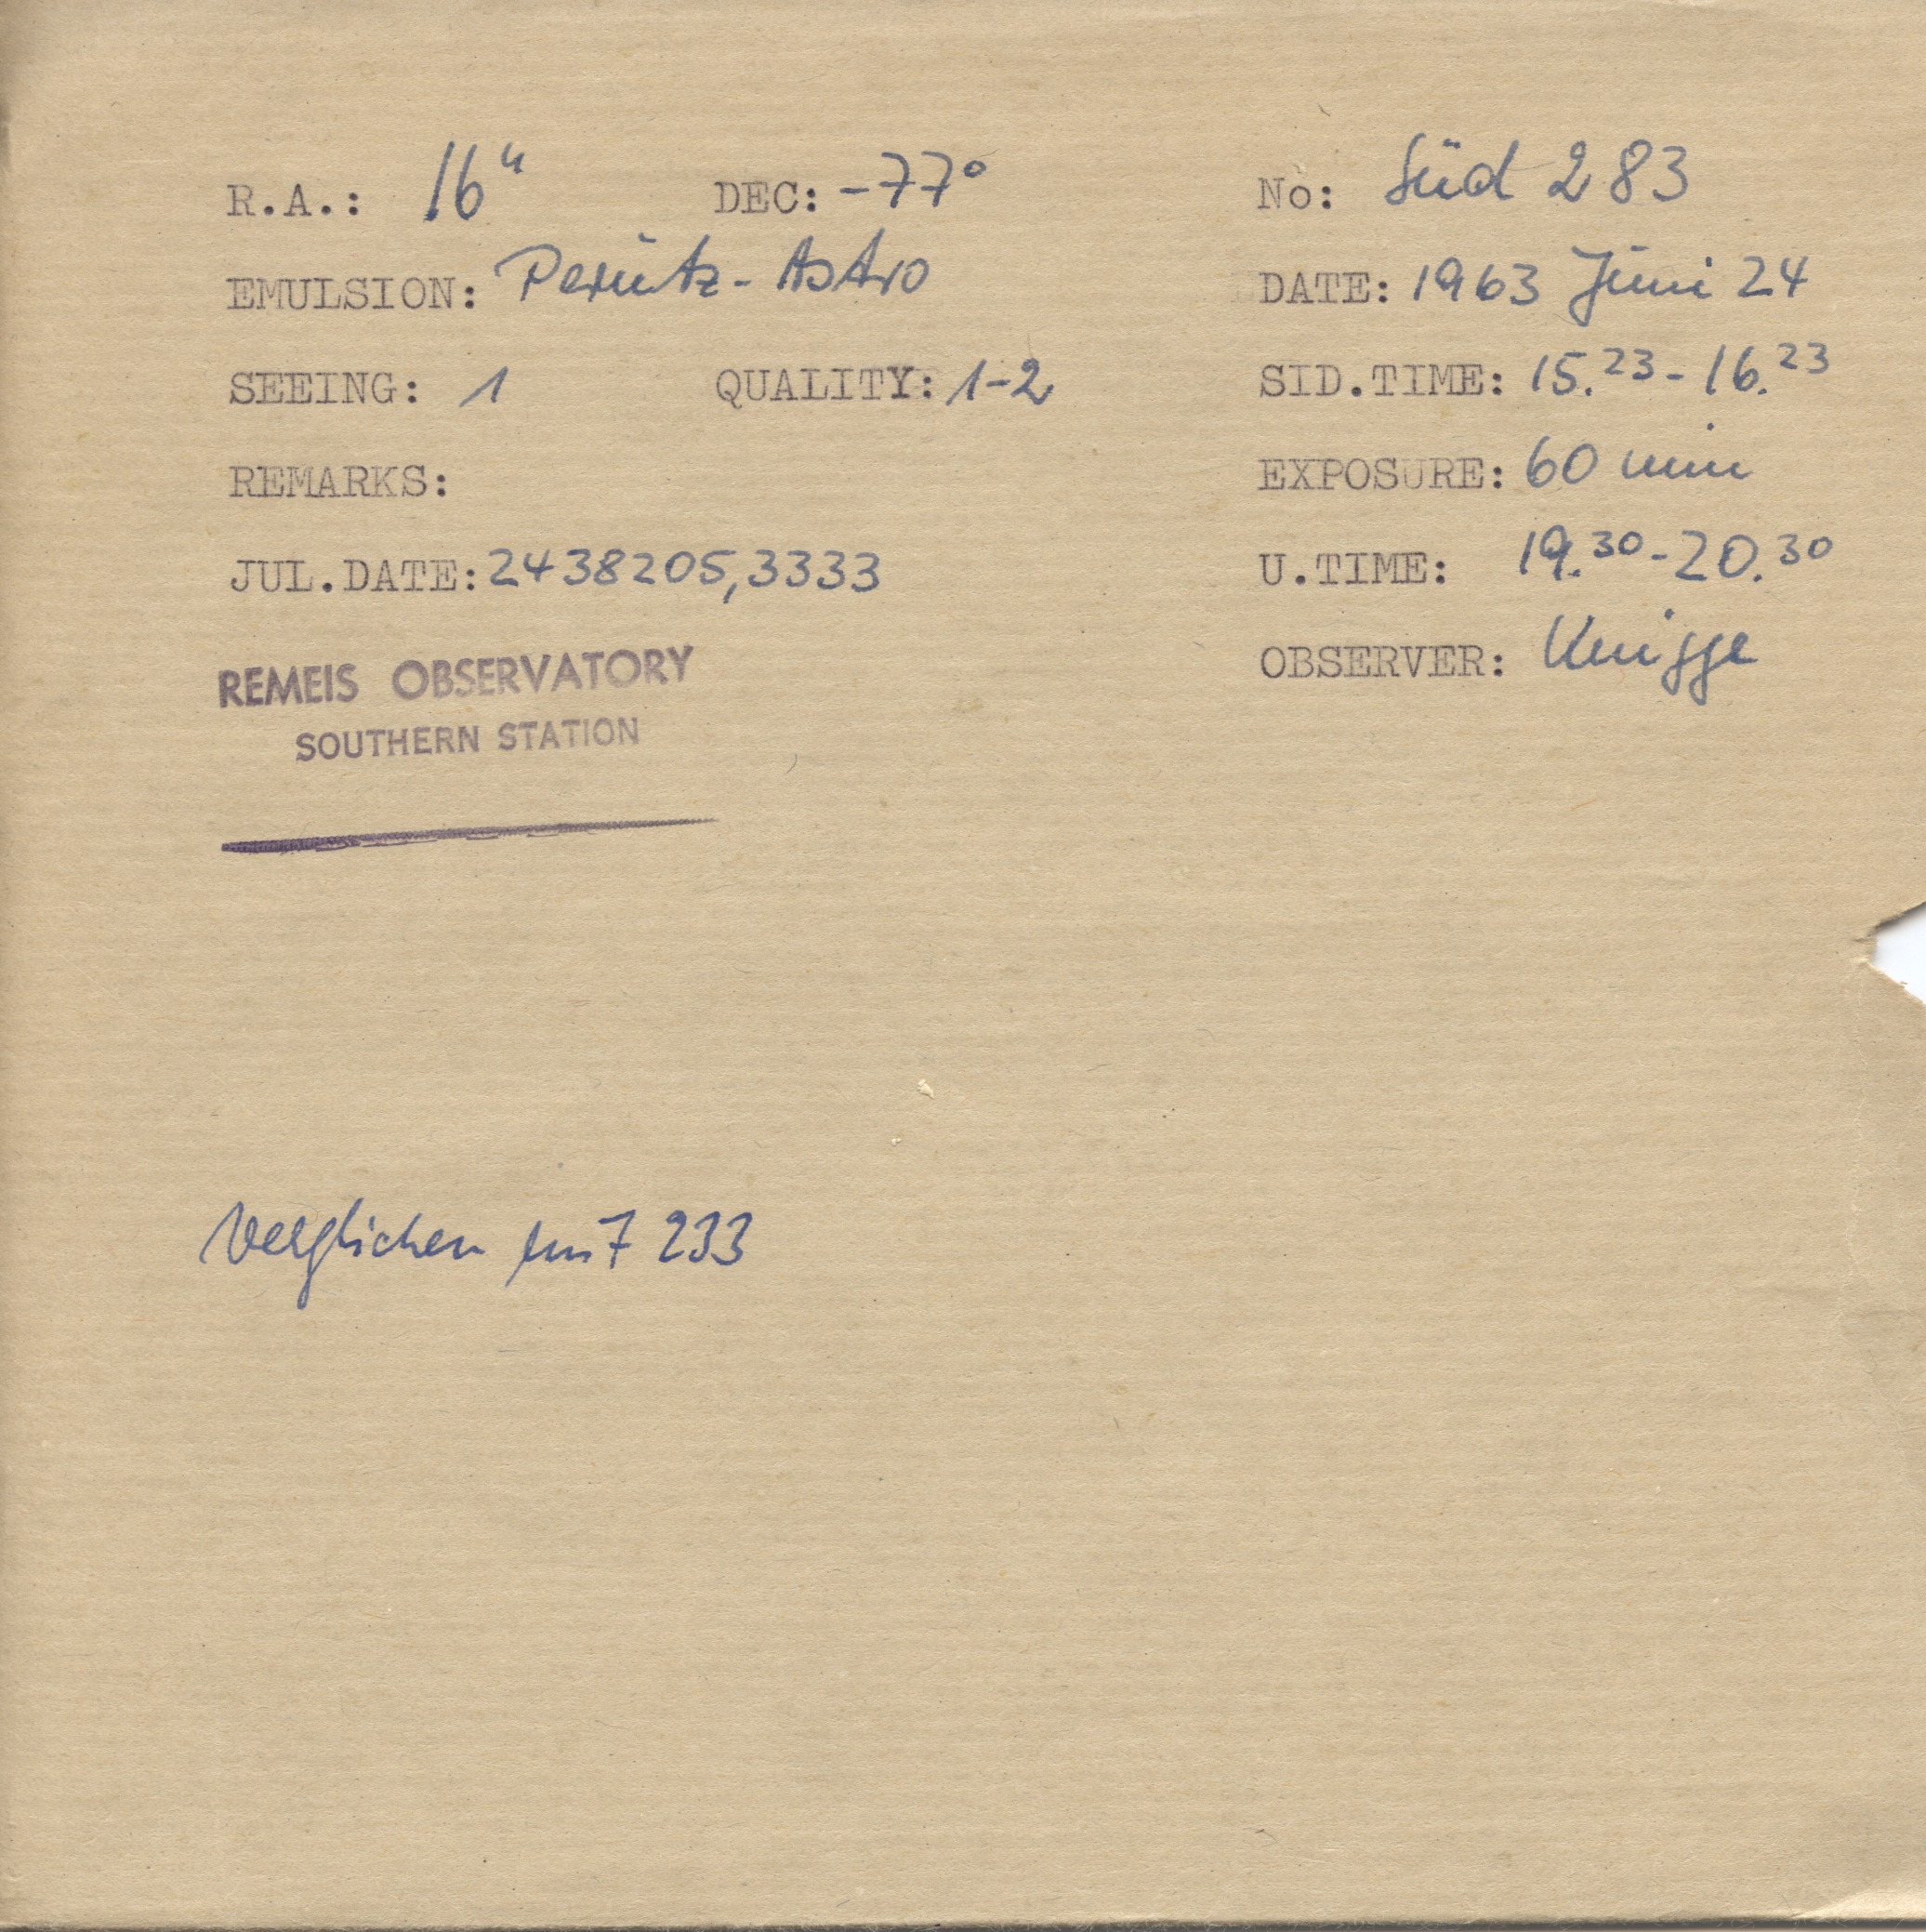 R.A.: 16ʰ DEC: -77° No: Süd 283
EMULSION: Perutz-Astro DATE: 1963 Juni 24
SEEING: 1 QUALITY: 1-2 SID.TIME: 15.23-16.23
REMARKS: EXPOSURE: 60 min
JUL.DATE: 2438205,3333 U.TIME: 19.30-20.30
OBSERVER: Knigge
REMEIS OBSERVATORY
SOUTHERN STATION
Verglichen mit 233